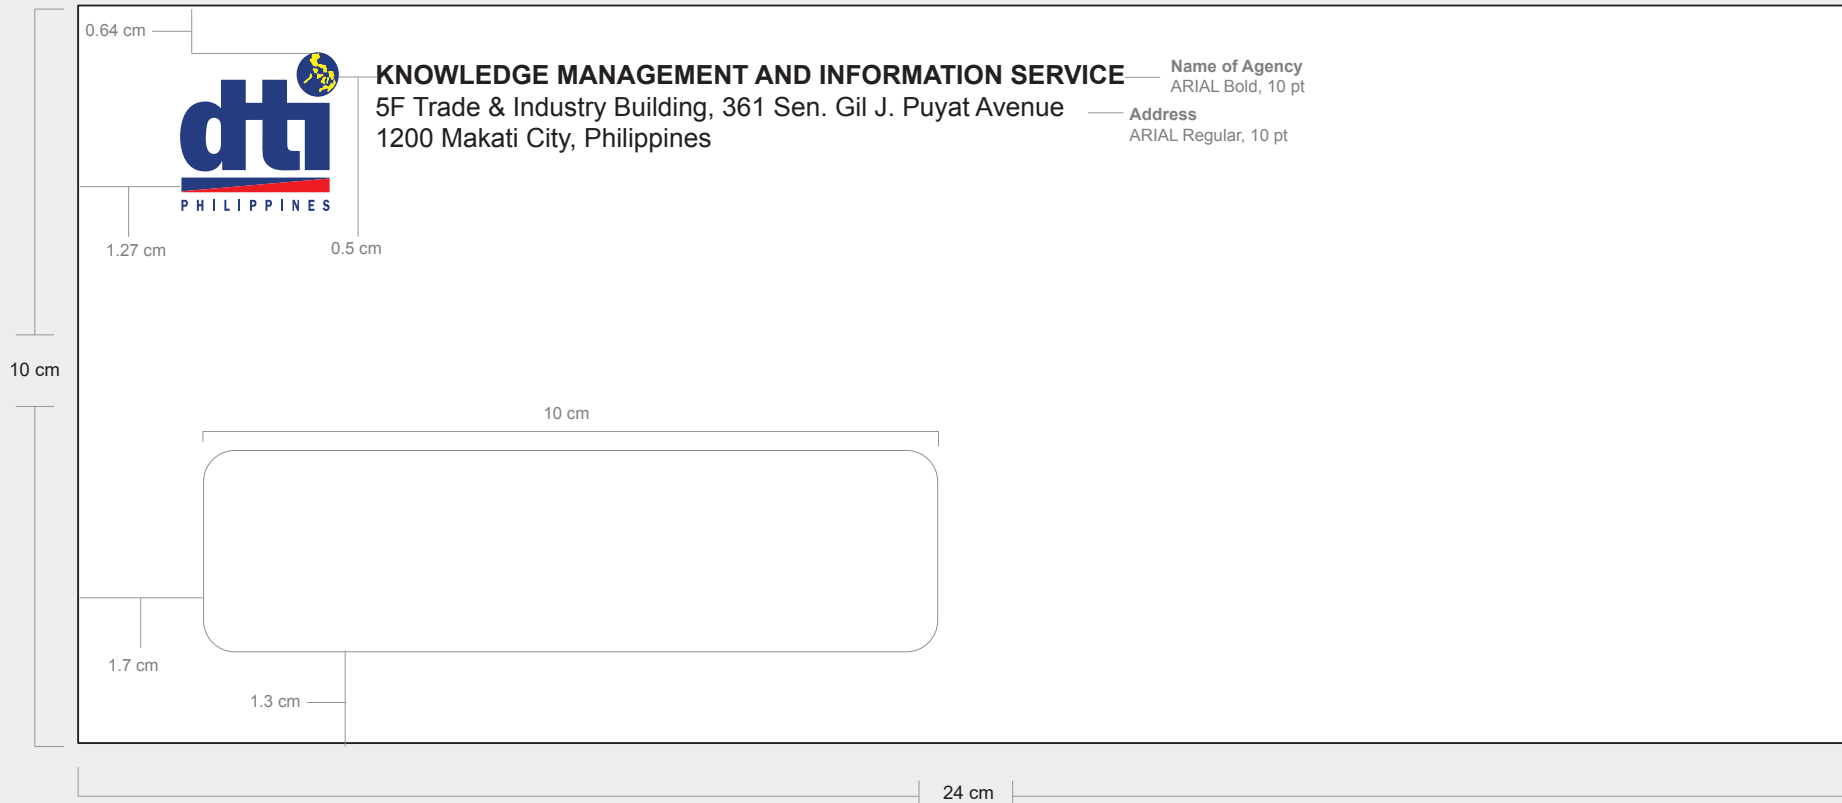 0.64 cm
KNOWLEDGE MANAGEMENT AND INFORMATION SERVICE
5F Trade & Industry Building, 361 Sen. Gil J. Puyat Avenue
1200 Makati City, Philippines
Name of Agency
ARIAL Bold, 10 pt
Address
ARIAL Regular, 10 pt
dti
PHILIPPINES
1.27 cm
0.5 cm
10 cm
10 cm
1.7 cm
1.3 cm
24 cm